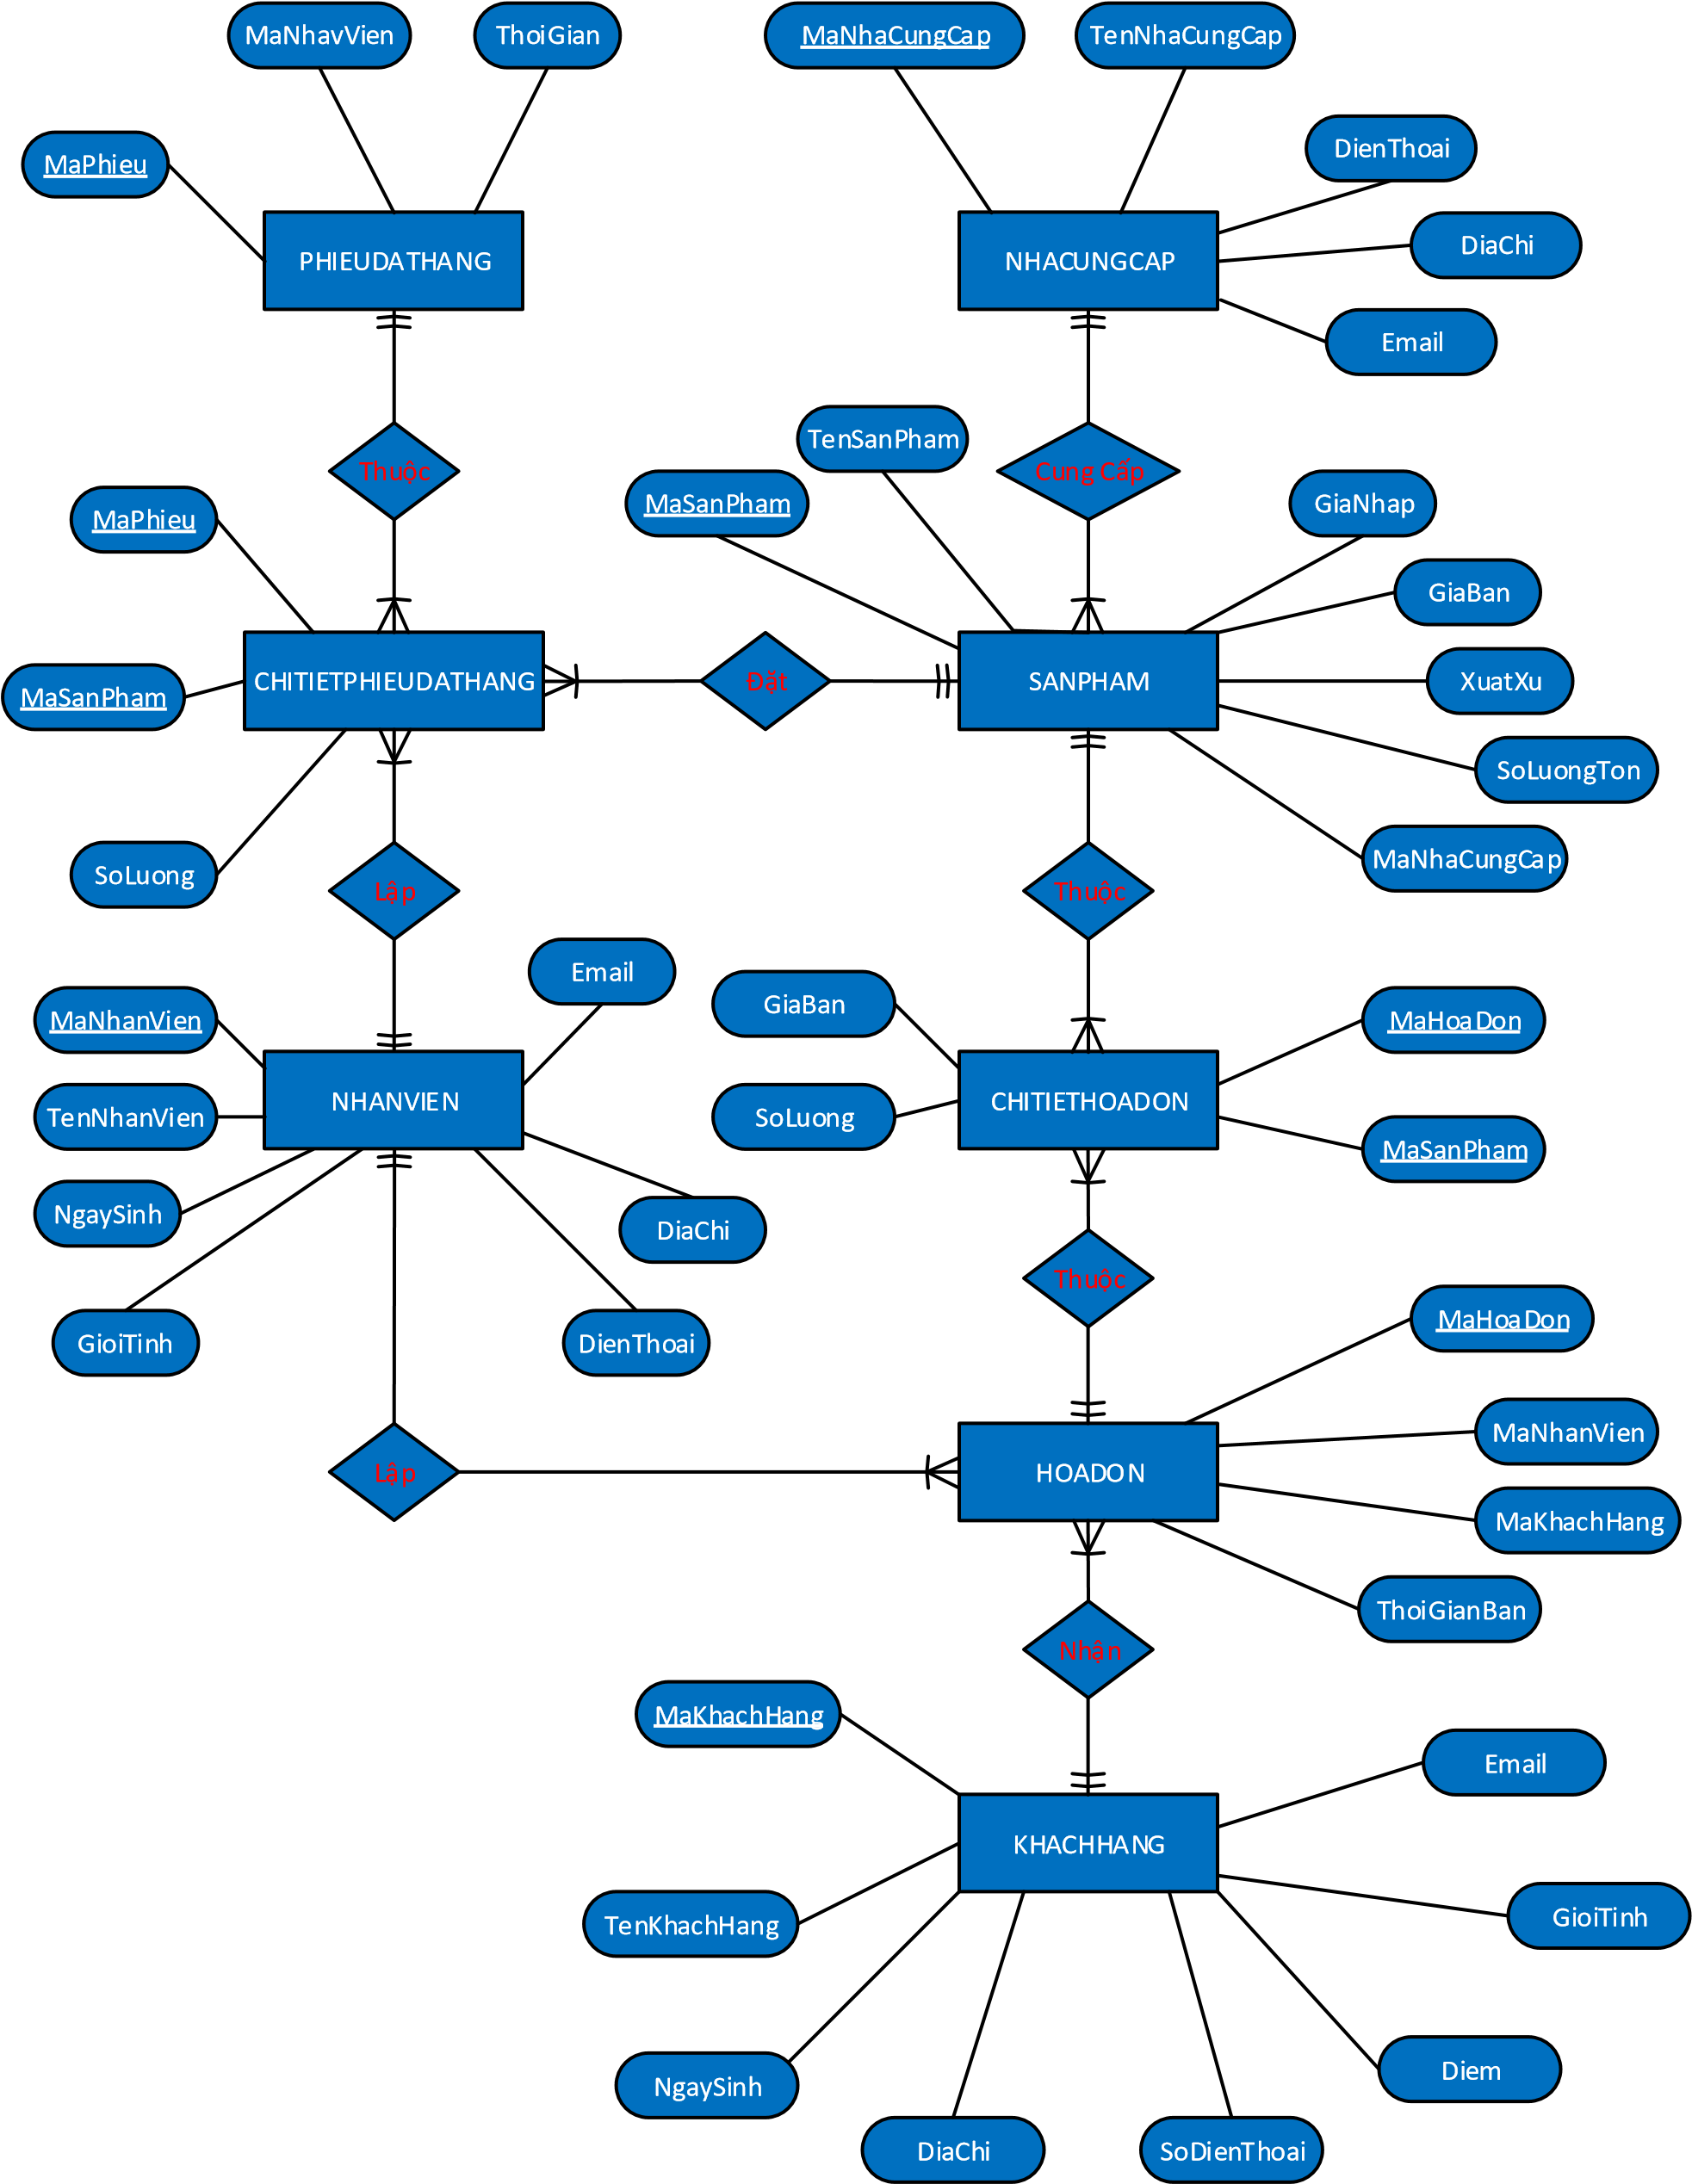 MaNhavVien
ThoiGian
MaNhaCungCap
TenNhaCungCap
DienThoai
MaPhieu
DiaChi
PHIEUDATHANG
NHACUNGCAP
Email
TenSanPham
Thuộc
Cung Cấp
MaSanPham
GiaNhap
MaPhieu
GiaBan
CHITIETPHIEUDATHANG
Đặt
SANPHAM
XuatXu
MaSanPham
SoLuongTon
MaNhaCungCap
SoLuong
Lập
Thuộc
Email
GiaBan
MaNhanVien
MaHoaDon
NHANVIEN
CHITIETHOADON
TenNhanVien
SoLuong
MaSanPham
NgaySinh
DiaChi
Thuộc
GioiTinh
DienThoai
MaHoaDon
MaNhanVien
Lập
HOADON
MaKhachHang
ThoiGianBan
Nhận
MaKhachHang
Email
KHACHHANG
TenKhachHang
GioiTinh
NgaySinh
Diem
DiaChi
SoDienThoai